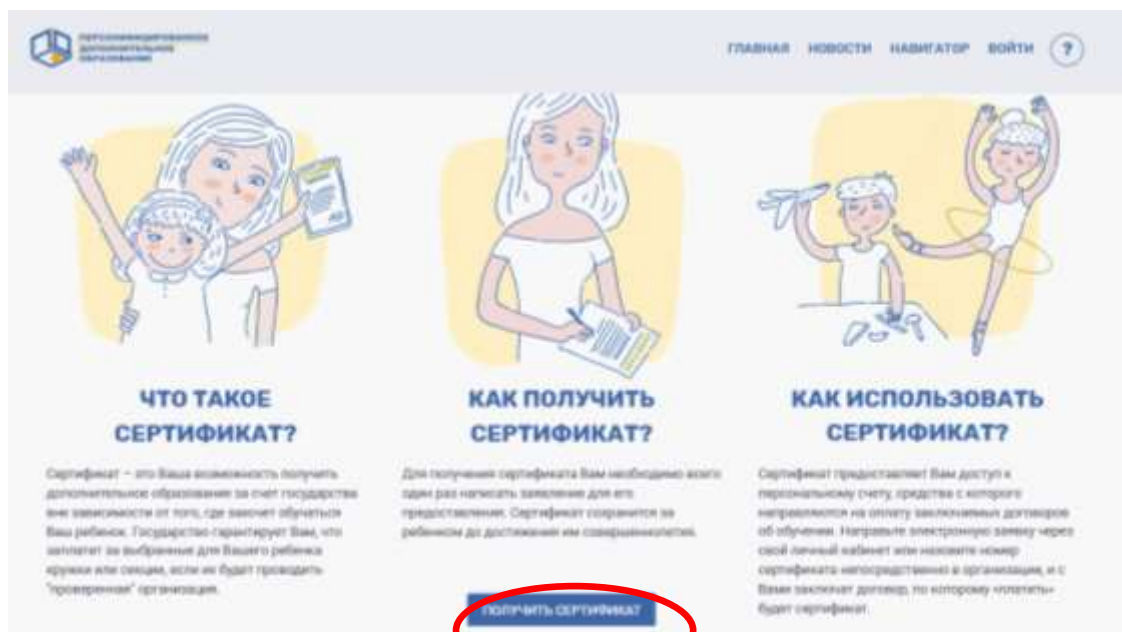 ПЕРСОНИФИЦИРОВАННОЕ
ДОПОЛНИТЕЛЬНОЕ
ОБРАЗОВАНИЕ
ГЛАВНАЯ НОВОСТИ НАВИГАТОР ВОЙТИ ?
ЧТО ТАКОЕ
СЕРТИФИКАТ?
Сертификат – это Ваша возможность получить
дополнительное образование за счет государства
вне зависимости от того, где захочет обучаться
Ваш ребенок. Государство гарантирует Вам, что
заплатит за выбранные для Вашего ребенка
кружки или секции, если их будет проводить
"проверенная" организация.
КАК ПОЛУЧИТЬ
СЕРТИФИКАТ?
Для получения сертификата Вам необходимо всего
один раз написать заявление для его
предоставления. Сертификат сохранится за
ребенком до достижения им совершеннолетия.
ПОЛУЧИТЬ СЕРТИФИКАТ
КАК ИСПОЛЬЗОВАТЬ
СЕРТИФИКАТ?
Сертификат предоставляет Вам доступ к
персональному счету, средства с которого
направляются на оплату заключаемых договоров
об обучении. Направьте электронную заявку через
свой личный кабинет или назовите номер
сертификата непосредственно в организации, и с
Вами заключат договор, по которому «платить»
будет сертификат.